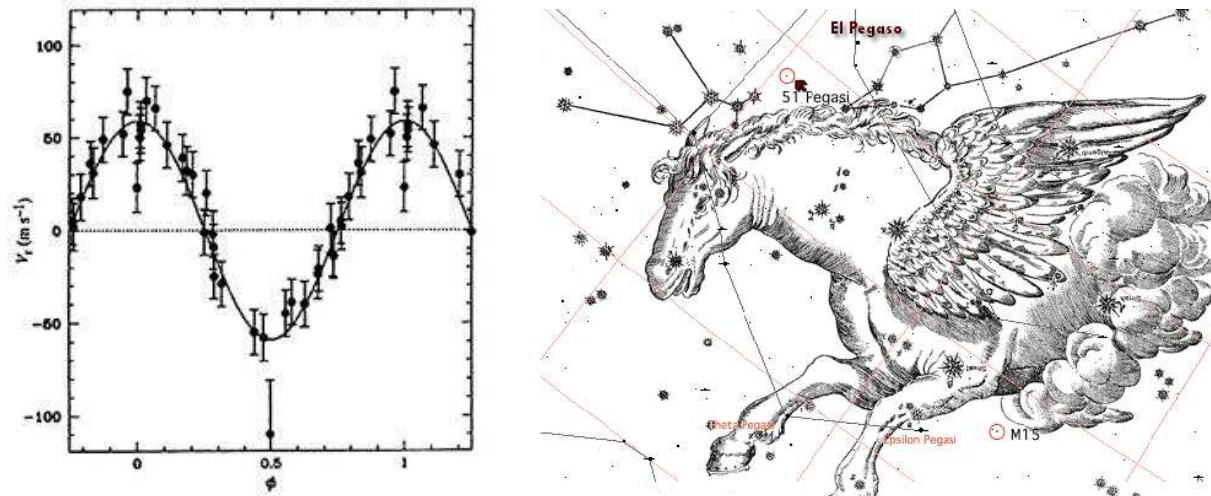 100
50
0
-50
-100
V_r (m s⁻¹)
0
0.5
1
ϕ
El Pegaso
51 Pegasi
Theta Pegasi
Epsilon Pegasi
M15